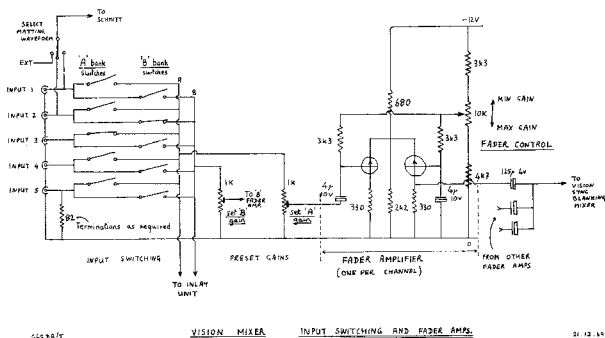 TO
SCHMITT
SELECT
MATTING
WAVEFORM
EXT
'A' bank
switches
'B' bank
switches
A
B
INPUT 1
INPUT 2
INPUT 3
INPUT 4
INPUT 5
82
Terminations as required
1K
TO 'B'
FADER
AMP.
set 'B'
gain
1K
set 'A'
gain
4µ
10v
3k3
330
680
2k2
330
3k3
4µ
10v
-12V
3k3
10K
MIN GAIN
MAX GAIN
FADER CONTROL
4k7
0
125µ 4v
TO
VISION
SYNC
BLANKING
MIXER
FROM OTHER
FADER AMPS
INPUT SWITCHING
TO INLAY
UNIT
PRESET GAINS
FADER AMPLIFIER
(ONE PER CHANNEL)
VISION MIXER INPUT SWITCHING AND FADER AMPS.
21.12.69